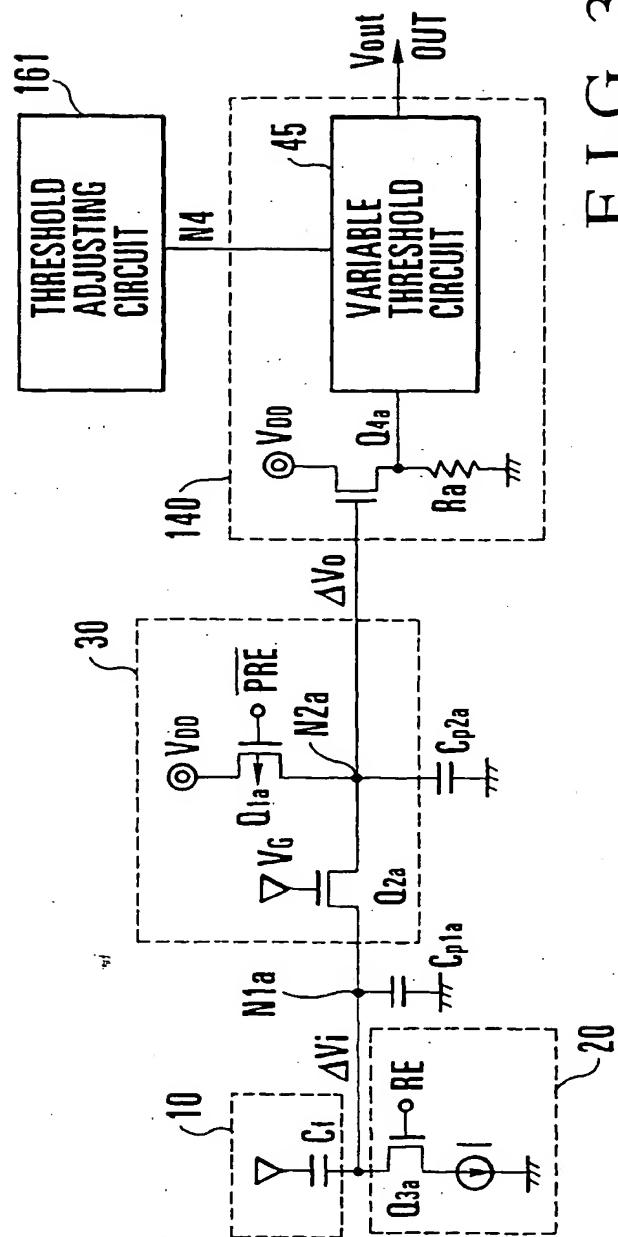 161
THRESHOLD
ADJUSTING
CIRCUIT
N4
140
45
VDD
VARIABLE
THRESHOLD
CIRCUIT
Vout
OUT
Q4a
Ra
30
VDD
PRE
Q1a
VG
N2a
ΔVo
Q2a
Cp2a
10
Cf
ΔVi
N1a
Cp1a
RE
Q3a
I
20
FIG. 3